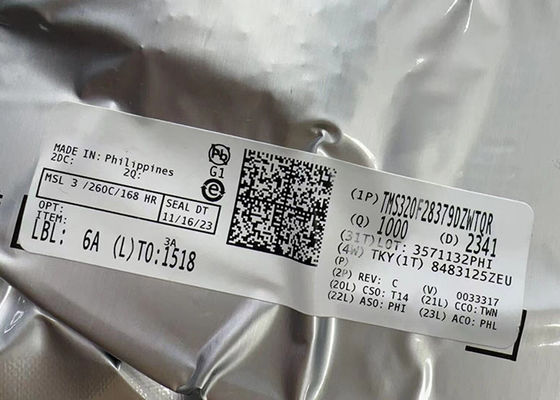 MADE IN: Philippines
2DC: 2Q:
MSL 3 /260C/168 HR
SEAL DT
11/16/23
OPT:
ITEM:
LBL: 6A (L)TO:1518
3A
Pb
G1
e
(1P) TMS320F28379DZWTQR
(Q) 1000 (D) 2341
(31T)LOT: 3571132PHI
(4W) TKY(1T) 8483125ZEU
(P)
(2P) REV: C (V) 0033317
(20L) CSO: T14 (21L) CCO:TWN
(22L) ASO: PHI (23L) ACO: PHL